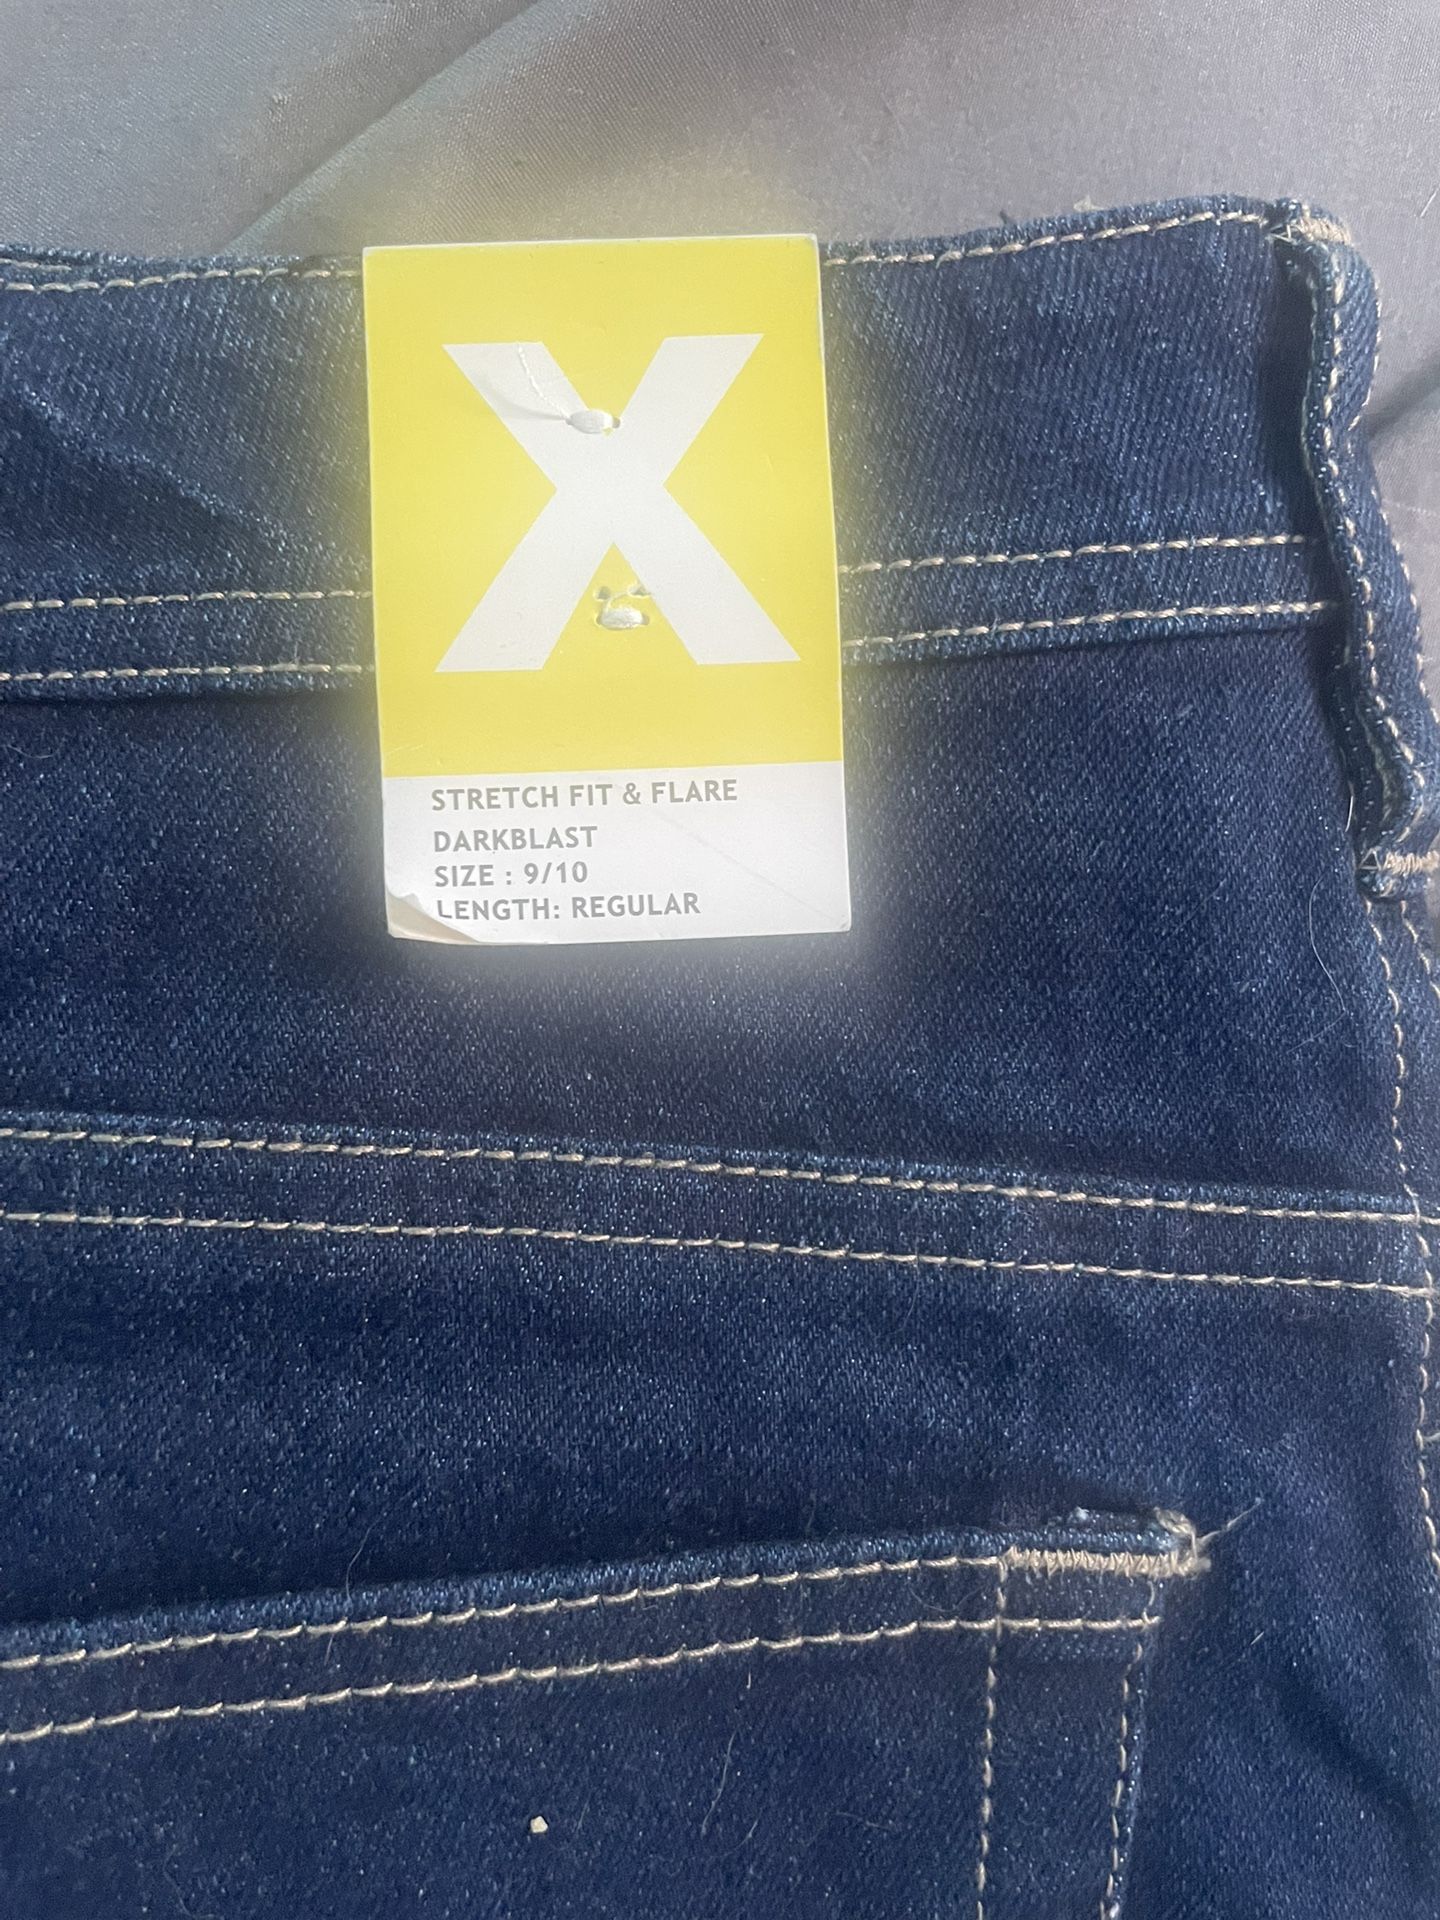 X
STRETCH FIT & FLARE
DARKBLAST
SIZE : 9/10
LENGTH: REGULAR